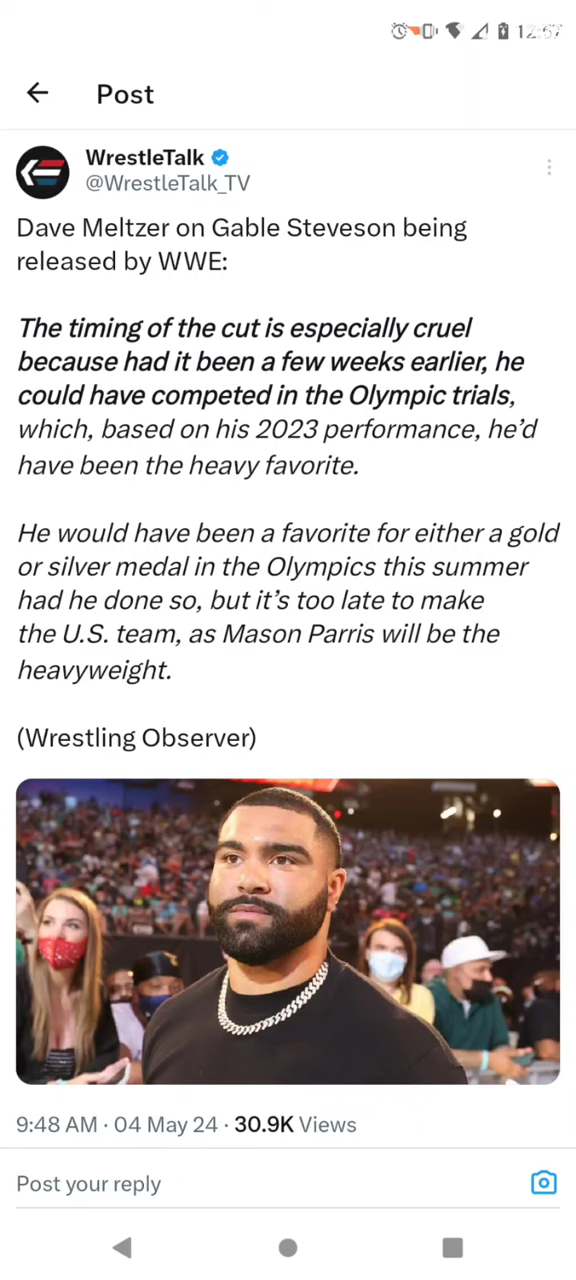 12:57
Post
WrestleTalk
@WrestleTalk_TV
Dave Meltzer on Gable Steveson being
released by WWE:
The timing of the cut is especially cruel
because had it been a few weeks earlier, he
could have competed in the Olympic trials,
which, based on his 2023 performance, he’d
have been the heavy favorite.
He would have been a favorite for either a gold
or silver medal in the Olympics this summer
had he done so, but it’s too late to make
the U.S. team, as Mason Parris will be the
heavyweight.
(Wrestling Observer)
9:48 AM · 04 May 24 · 30.9K Views
Post your reply